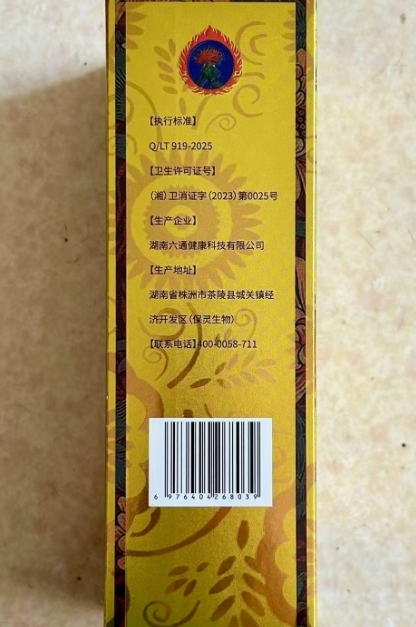 【执行标准】
Q/LT 919-2025
【卫生许可证号】
（湘）卫消证字（2023）第0025号
【生产企业】
湖南六通健康科技有限公司
【生产地址】
湖南省株洲市茶陵县城关镇经
济开发区（保灵生物）
【联系电话】400-0058-711
6 976404 268039